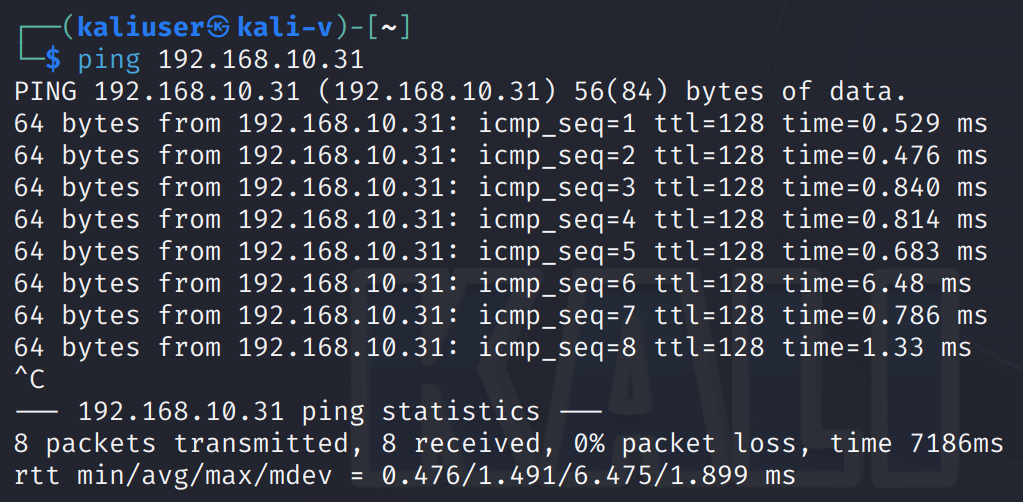 ┌──(kaliuser㉿kali-v)-[~]
└─$ ping 192.168.10.31
PING 192.168.10.31 (192.168.10.31) 56(84) bytes of data.
64 bytes from 192.168.10.31: icmp_seq=1 ttl=128 time=0.529 ms
64 bytes from 192.168.10.31: icmp_seq=2 ttl=128 time=0.476 ms
64 bytes from 192.168.10.31: icmp_seq=3 ttl=128 time=0.840 ms
64 bytes from 192.168.10.31: icmp_seq=4 ttl=128 time=0.814 ms
64 bytes from 192.168.10.31: icmp_seq=5 ttl=128 time=0.683 ms
64 bytes from 192.168.10.31: icmp_seq=6 ttl=128 time=6.48 ms
64 bytes from 192.168.10.31: icmp_seq=7 ttl=128 time=0.786 ms
64 bytes from 192.168.10.31: icmp_seq=8 ttl=128 time=1.33 ms
^C
--- 192.168.10.31 ping statistics ---
8 packets transmitted, 8 received, 0% packet loss, time 7186ms
rtt min/avg/max/mdev = 0.476/1.491/6.475/1.899 ms
KALI